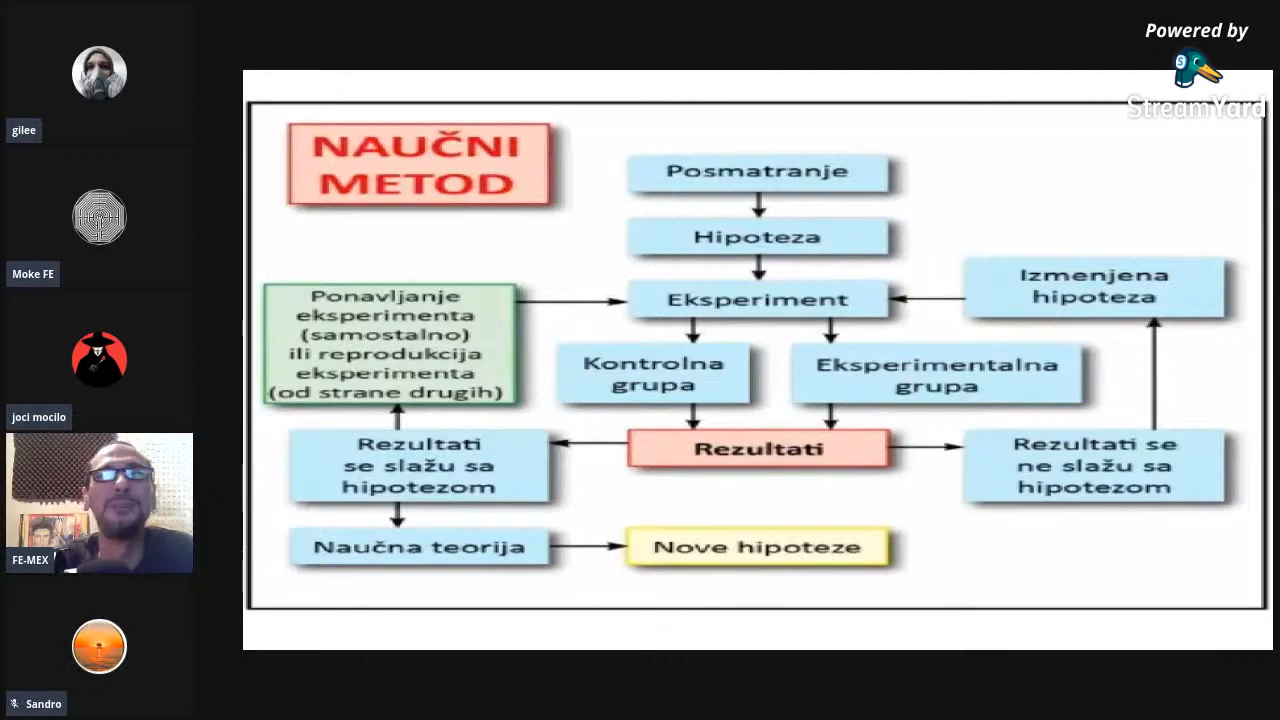 Powered by
StreamYard
gilee
Moke FE
joci mocilo
FE-MEX
Sandro
NAUČNI
METOD
Posmatranje
Hipoteza
Eksperiment
Izmenjena
hipoteza
Ponavljanje
eksperimenta
(samostalno)
ili reprodukcija
eksperimenta
(od strane drugih)
Kontrolna
grupa
Eksperimentalna
grupa
Rezultati
se slažu sa
hipotezom
Rezultati
Rezultati se
ne slažu sa
hipotezom
Naučna teorija
Nove hipoteze